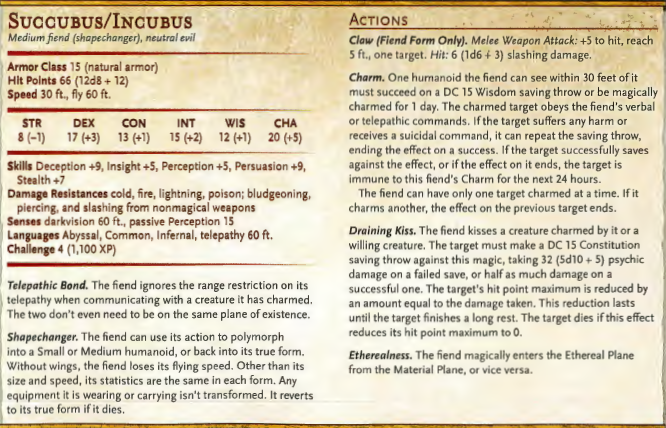 SUCCUBUS/INCUBUS
Medium fiend (shapechanger), neutral evil
Armor Class 15 (natural armor)
Hit Points 66 (12d8 + 12)
Speed 30 ft., fly 60 ft.
STR DEX CON INT WIS CHA
8 (−1) 17 (+3) 13 (+1) 15 (+2) 12 (+1) 20 (+5)
Skills Deception +9, Insight +5, Perception +5, Persuasion +9,
Stealth +7
Damage Resistances cold, fire, lightning, poison; bludgeoning,
piercing, and slashing from nonmagical weapons
Senses darkvision 60 ft., passive Perception 15
Languages Abyssal, Common, Infernal, telepathy 60 ft.
Challenge 4 (1,100 XP)
Telepathic Bond. The fiend ignores the range restriction on its
telepathy when communicating with a creature it has charmed.
The two don't even need to be on the same plane of existence.
Shapechanger. The fiend can use its action to polymorph
into a Small or Medium humanoid, or back into its true form.
Without wings, the fiend loses its flying speed. Other than its
size and speed, its statistics are the same in each form. Any
equipment it is wearing or carrying isn't transformed. It reverts
to its true form if it dies.
ACTIONS
Claw (Fiend Form Only). Melee Weapon Attack: +5 to hit, reach
5 ft., one target. Hit: 6 (1d6 + 3) slashing damage.
Charm. One humanoid the fiend can see within 30 feet of it
must succeed on a DC 15 Wisdom saving throw or be magically
charmed for 1 day. The charmed target obeys the fiend's verbal
or telepathic commands. If the target suffers any harm or
receives a suicidal command, it can repeat the saving throw,
ending the effect on a success. If the target successfully saves
against the effect, or if the effect on it ends, the target is
immune to this fiend's Charm for the next 24 hours.
The fiend can have only one target charmed at a time. If it
charms another, the effect on the previous target ends.
Draining Kiss. The fiend kisses a creature charmed by it or a
willing creature. The target must make a DC 15 Constitution
saving throw against this magic, taking 32 (5d10 + 5) psychic
damage on a failed save, or half as much damage on a
successful one. The target's hit point maximum is reduced by
an amount equal to the damage taken. This reduction lasts
until the target finishes a long rest. The target dies if this effect
reduces its hit point maximum to 0.
Etherealness. The fiend magically enters the Ethereal Plane
from the Material Plane, or vice versa.